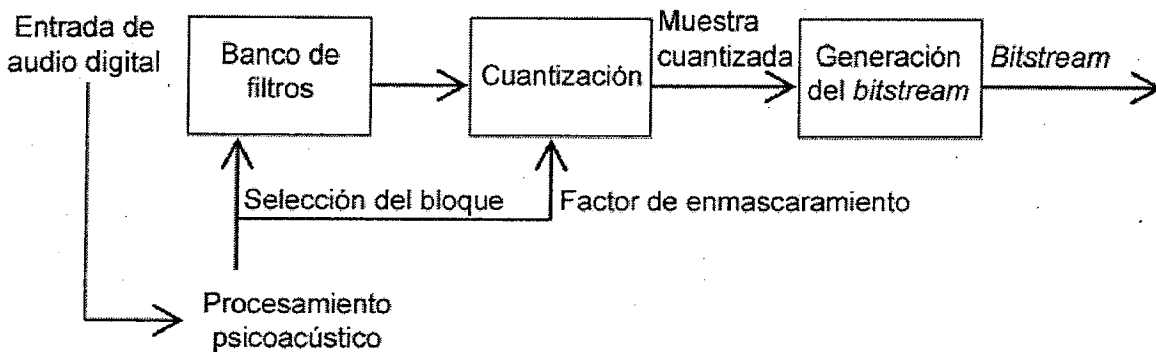 Entrada de
audio digital
Banco de
filtros
Cuantización
Muestra
cuantizada
Generación
del bitstream
Bitstream
Selección del bloque
Factor de enmascaramiento
Procesamiento
psicoacústico